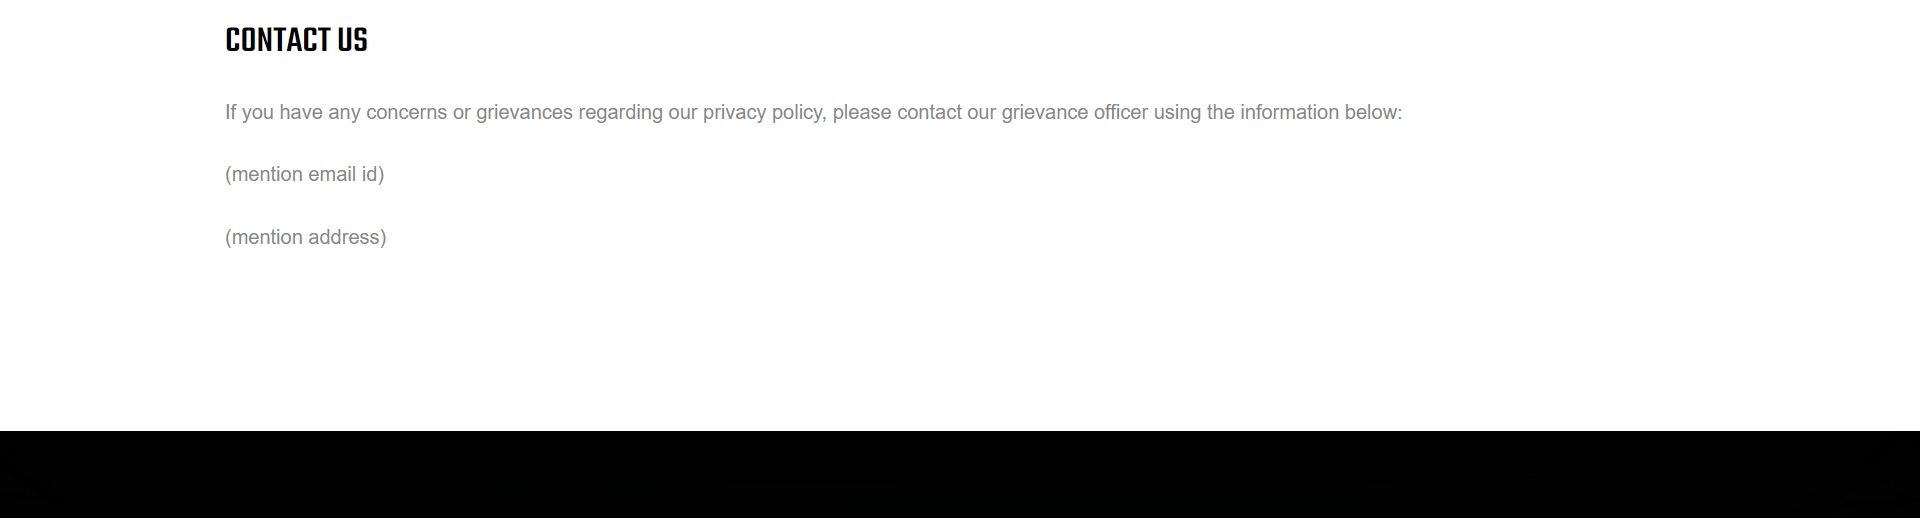 CONTACT US
If you have any concerns or grievances regarding our privacy policy, please contact our grievance officer using the information below:
(mention email id)
(mention address)